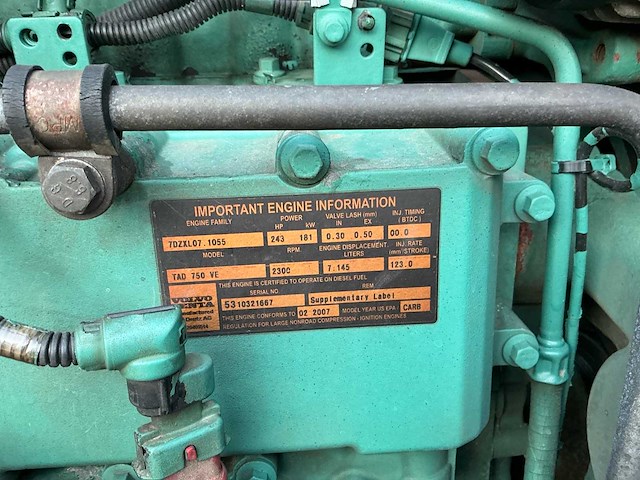 IMPORTANT ENGINE INFORMATION
ENGINE FAMILY POWER VALVE LASH (mm) INJ. TIMING
HP kW IN EX (BTDC)
7DZXL07.1055 243 181 0.30 0.50 00.0
MODEL RPM ENGINE DISPLACEMENT INJ. RATE
LITERS (mm³/STROKE)
TAD 750 VE 2300 7.145 123.0
THIS ENGINE IS CERTIFIED TO OPERATE ON DIESEL FUEL
SERIAL NO. REM.
VOLVO
PENTA
5310321667 Supplementary Label
THIS ENGINE CONFORMS TO 02 2007 MODEL YEAR US EPA CARB
REGULATION FOR LARGE NONROAD COMPRESSION - IGNITION ENGINES
8.8